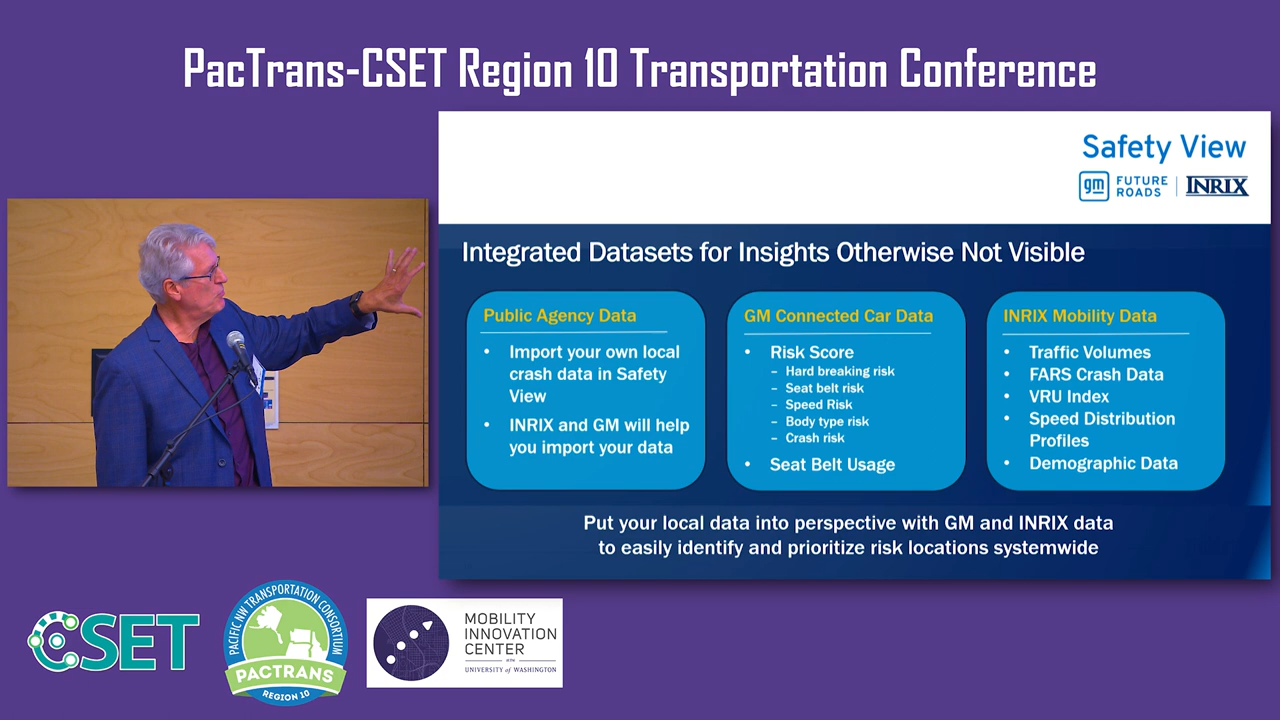 PacTrans-CSET Region 10 Transportation Conference
Safety View
gm FUTURE ROADS | INRIX
Integrated Datasets for Insights Otherwise Not Visible
Public Agency Data
• Import your own local
crash data in Safety
View
• INRIX and GM will help
you import your data
GM Connected Car Data
• Risk Score
– Hard breaking risk
– Seat belt risk
– Speed Risk
– Body type risk
– Crash risk
• Seat Belt Usage
INRIX Mobility Data
• Traffic Volumes
• FARS Crash Data
• VRU Index
• Speed Distribution
Profiles
• Demographic Data
Put your local data into perspective with GM and INRIX data
to easily identify and prioritize risk locations systemwide
CSET
PACIFIC NW TRANSPORTATION CONSORTIUM
PACTRANS
REGION 10
MOBILITY
INNOVATION
CENTER
at the
UNIVERSITY of WASHINGTON